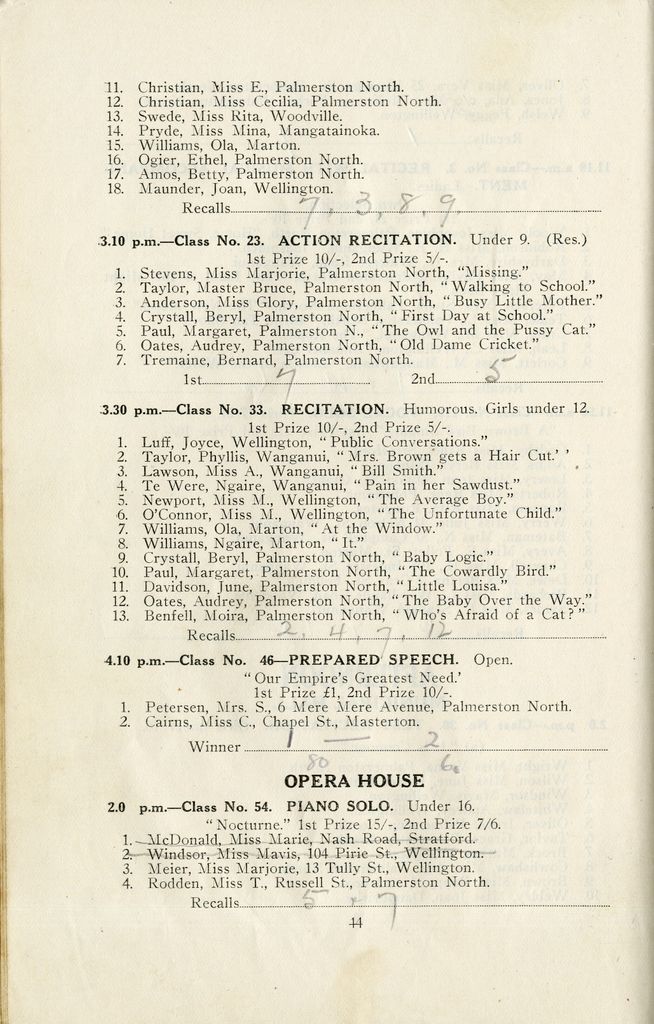 11. Christian, Miss E., Palmerston North.
12. Christian, Miss Cecilia, Palmerston North.
13. Swede, Miss Rita, Woodville.
14. Pryde, Miss Mina, Mangatainoka.
15. Williams, Ola, Marton.
16. Ogier, Ethel, Palmerston North.
17. Amos, Betty, Palmerston North.
18. Maunder, Joan, Wellington.
Recalls 7, 3, 8, 9.
3.10 p.m.—Class No. 23. ACTION RECITATION. Under 9. (Res.)
1st Prize 10/-, 2nd Prize 5/-.
1. Stevens, Miss Marjorie, Palmerston North, "Missing."
2. Taylor, Master Bruce, Palmerston North, "Walking to School."
3. Anderson, Miss Glory, Palmerston North, "Busy Little Mother."
4. Crystall, Beryl, Palmerston North, "First Day at School."
5. Paul, Margaret, Palmerston N., "The Owl and the Pussy Cat."
6. Oates, Audrey, Palmerston North, "Old Dame Cricket."
7. Tremaine, Bernard, Palmerston North.
1st 7 2nd 5
3.30 p.m.—Class No. 33. RECITATION. Humorous. Girls under 12.
1st Prize 10/-, 2nd Prize 5/-.
1. Luff, Joyce, Wellington, "Public Conversations."
2. Taylor, Phyllis, Wanganui, "Mrs. Brown gets a Hair Cut.' '
3. Lawson, Miss A., Wanganui, "Bill Smith."
4. Te Were, Ngaire, Wanganui, "Pain in her Sawdust."
5. Newport, Miss M., Wellington, "The Average Boy."
6. O'Connor, Miss M., Wellington, "The Unfortunate Child."
7. Williams, Ola, Marton, "At the Window."
8. Williams, Ngaire, Marton, "It."
9. Crystall, Beryl, Palmerston North, "Baby Logic."
10. Paul, Margaret, Palmerston North, "The Cowardly Bird."
11. Davidson, June, Palmerston North, "Little Louisa."
12. Oates, Audrey, Palmerston North, "The Baby Over the Way."
13. Benfell, Moira, Palmerston North, "Who's Afraid of a Cat?"
Recalls 2, 4, 7, 12
4.10 p.m.—Class No. 46—PREPARED SPEECH. Open.
"Our Empire's Greatest Need.'
1st Prize £1, 2nd Prize 10/-.
1. Petersen, Mrs. S., 6 Mere Mere Avenue, Palmerston North.
2. Cairns, Miss C., Chapel St., Masterton.
Winner 1 — 2
80
OPERA HOUSE
2.0 p.m.—Class No. 54. PIANO SOLO. Under 16.
"Nocturne." 1st Prize 15/-, 2nd Prize 7/6.
1. McDonald, Miss Marie, Nash Road, Stratford.
2. Windsor, Miss Mavis, 104 Pirie St., Wellington.
3. Meier, Miss Marjorie, 13 Tully St., Wellington.
4. Rodden, Miss T., Russell St., Palmerston North.
Recalls 5 + 7
44